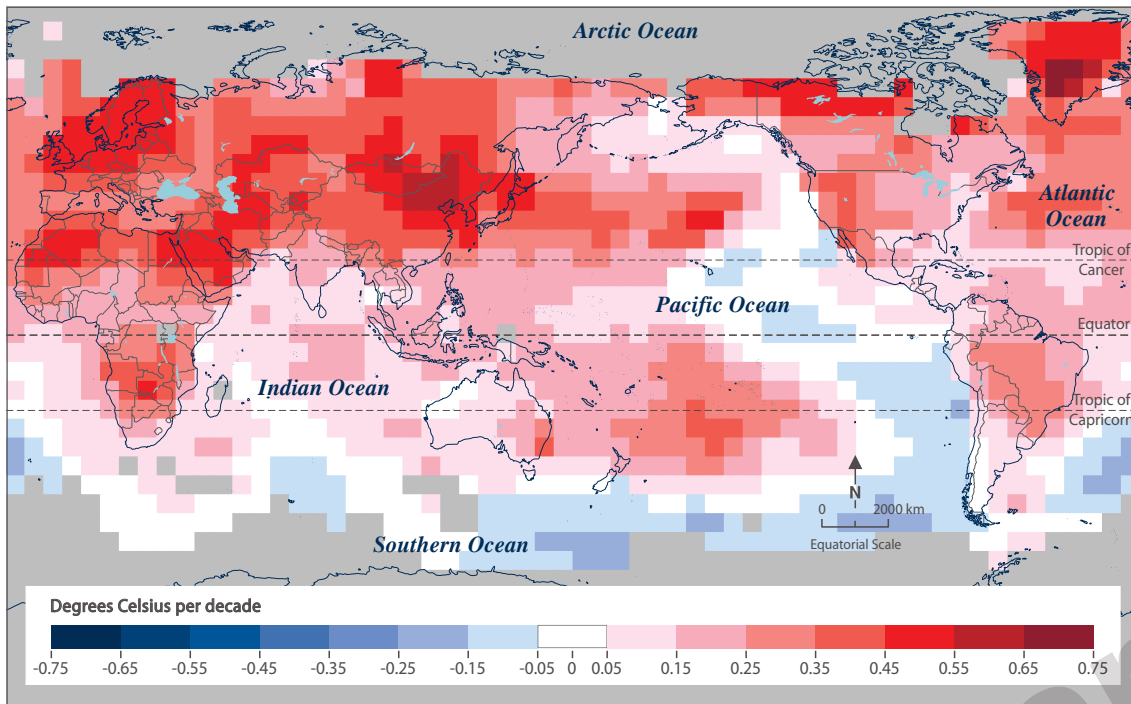 Arctic Ocean
Atlantic
Ocean
Tropic of
Cancer
Pacific Ocean
Equator
Indian Ocean
Tropic of
Capricorn
N
0 2000 km
Equatorial Scale
Southern Ocean
Degrees Celsius per decade
-0.75 -0.65 -0.55 -0.45 -0.35 -0.25 -0.15 -0.05 0 0.05 0.15 0.25 0.35 0.45 0.55 0.65 0.75